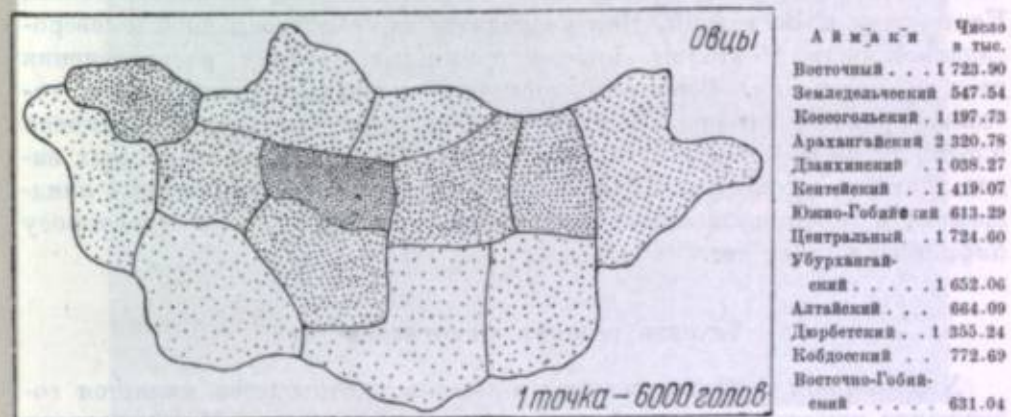 Овцы
1 точка – 6000 голов
Аймаки Число
в тыс.
Восточный . . . 1 723.90
Земледельческий 547.54
Косогольский . 1 197.73
Арахангайский 2 320.78
Дзапхинский . 1 038.27
Кентейский . . 1 419.07
Южно-Гобийский 613.29
Центральный . 1 724.60
Убурхангай-
ский . . . . . 1 652.06
Алтайский . . . 664.09
Дюрбетский . . 1 355.24
Кобдосский . . 772.69
Восточно-Гобий-
ский . . . . . 631.04